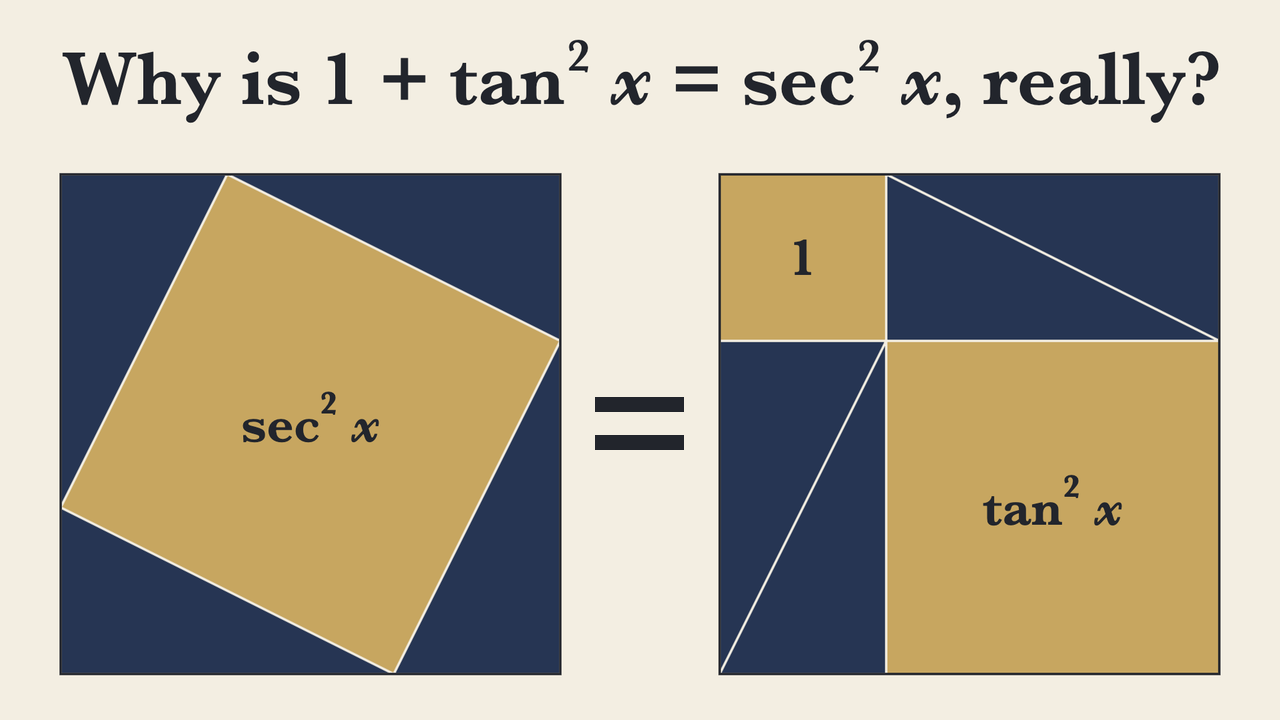 Why is 1 + tan² x = sec² x, really?
1
=
sec² x
tan² x